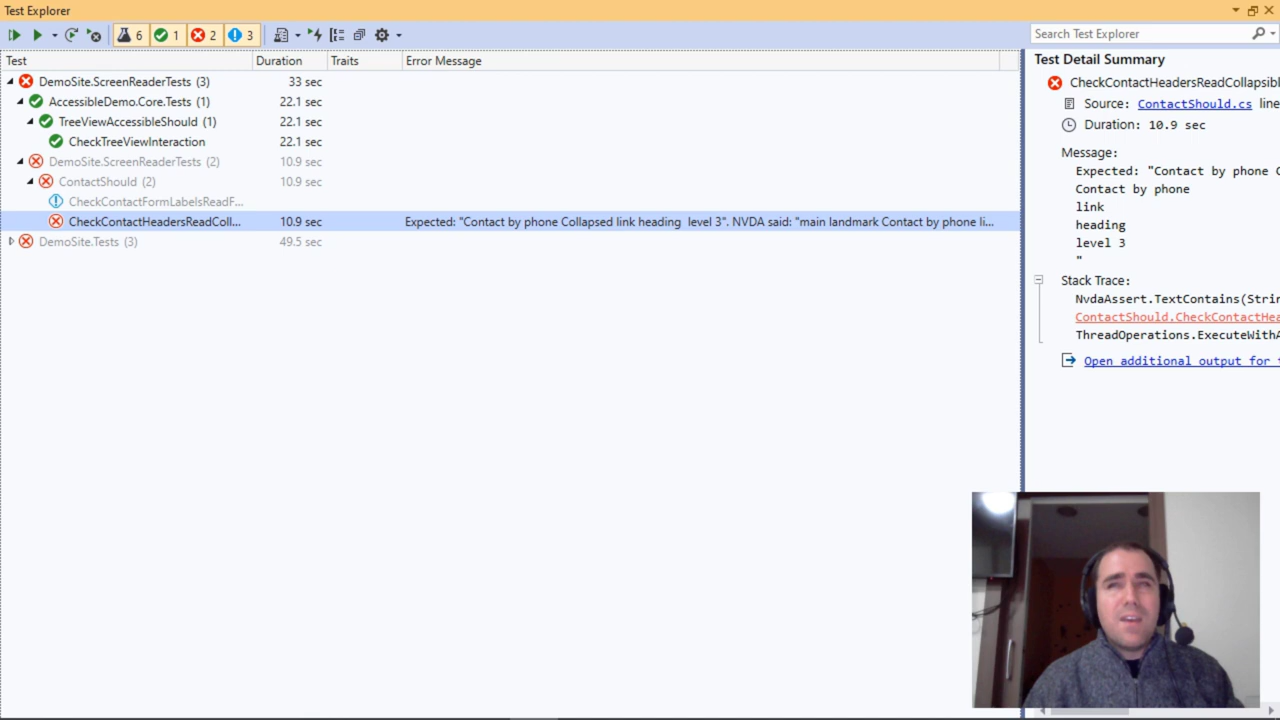 Test Explorer
6 1 2 3
Search Test Explorer
Test Duration Traits Error Message
DemoSite.ScreenReaderTests (3) 33 sec
AccessibleDemo.Core.Tests (1) 22.1 sec
TreeViewAccessibleShould (1) 22.1 sec
CheckTreeViewInteraction 22.1 sec
DemoSite.ScreenReaderTests (2) 10.9 sec
ContactShould (2) 10.9 sec
CheckContactFormLabelsReadF...
CheckContactHeadersReadColl... 10.9 sec Expected: "Contact by phone Collapsed link heading  level 3". NVDA said: "main landmark Contact by phone li...
DemoSite.Tests (3) 49.5 sec
Test Detail Summary
CheckContactHeadersReadCollapsibl
Source: ContactShould.cs line
Duration: 10.9 sec
Message:
Expected: "Contact by phone C
Contact by phone
link
heading
level 3
"
Stack Trace:
NvdaAssert.TextContains(Strin
ContactShould.CheckContactHea
ThreadOperations.ExecuteWithA
Open additional output for